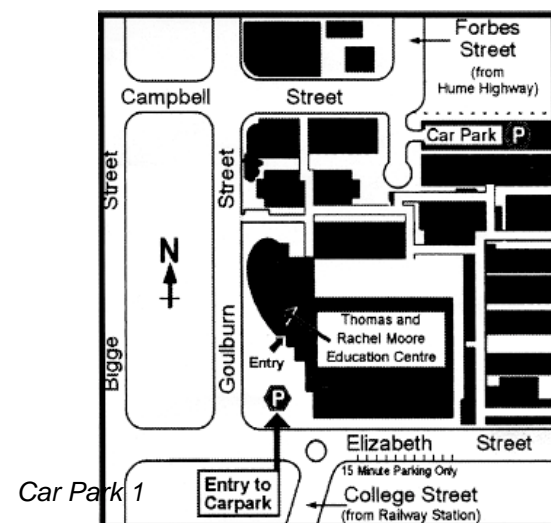 Forbes
Street
(from
Hume Highway)
Campbell Street
Car Park P
Street
Street
N
Thomas and
Rachel Moore
Education Centre
Entry
Bigge
Goulburn
P
Elizabeth Street
15 Minute Parking Only
Car Park 1
Entry to
Carpark
College Street
(from Railway Station)